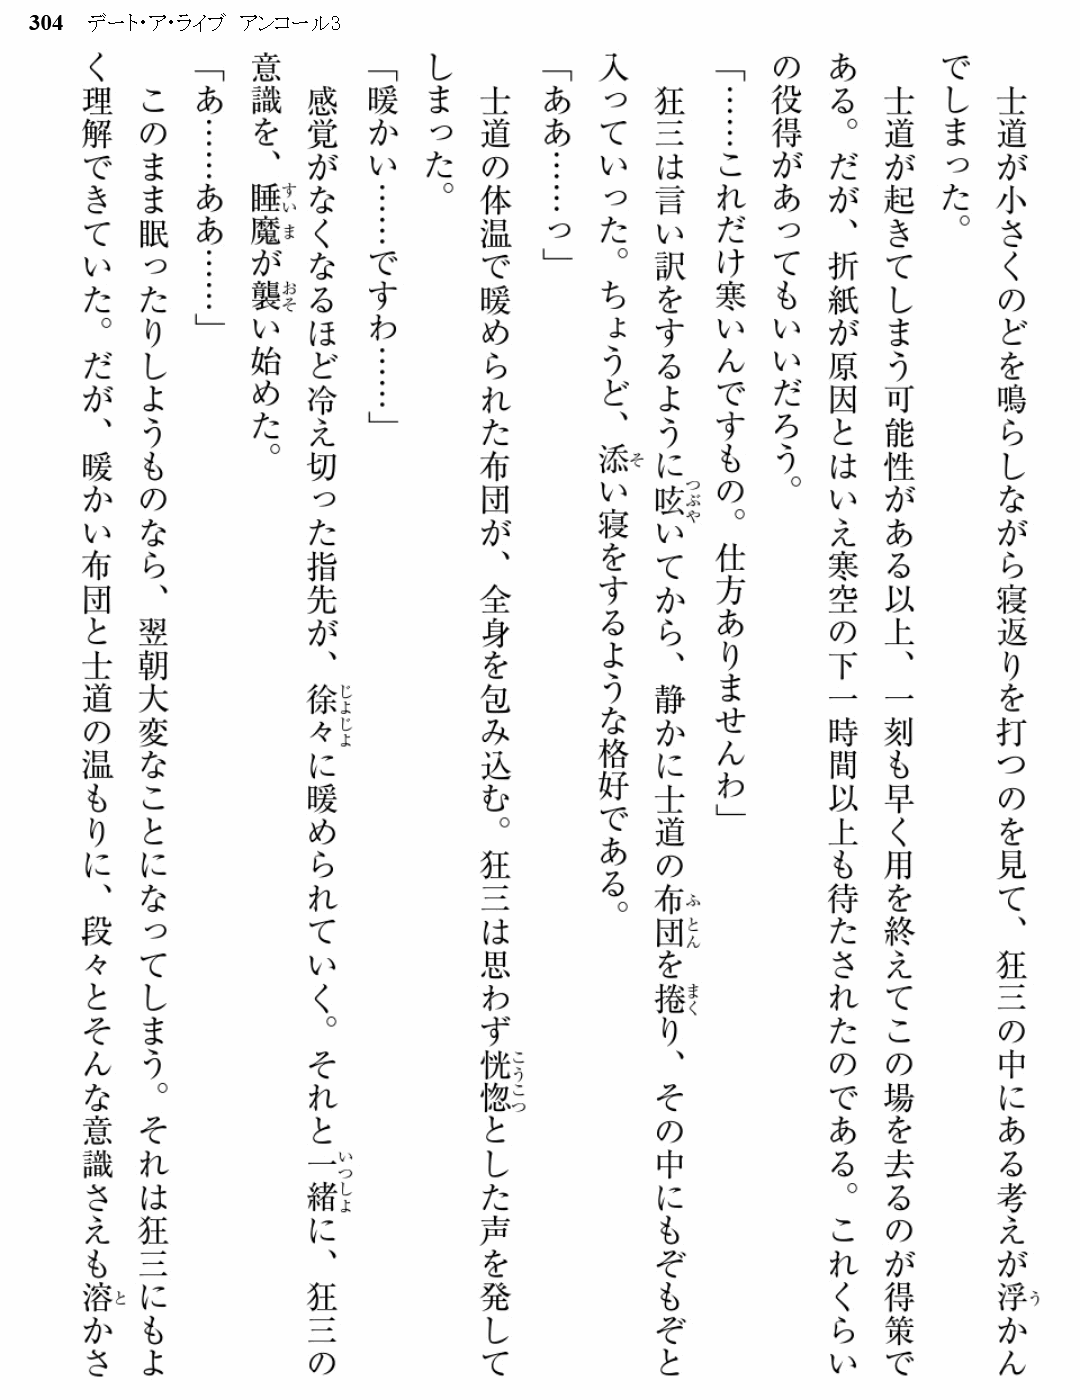 304 デート・ア・ライブ アンコール3
士道が小さくのどを鳴らしながら寝返りを打つのを見て、狂三の中にある考えが浮かん
でしまった。
士道が起きてしまう可能性がある以上、一刻も早く用を終えてこの場を去るのが得策で
ある。だが、折紙が原因とはいえ寒空の下一時間以上も待たされたのである。これくらい
の役得があってもいいだろう。
「……これだけ寒いんですもの。仕方ありませんわ」
狂三は言い訳をするように呟いてから、静かに士道の布団を捲り、その中にもぞもぞと
入っていった。ちょうど、添い寝をするような格好である。
「ああ……っ」
士道の体温で暖められた布団が、全身を包み込む。狂三は思わず恍惚とした声を発して
しまった。
「暖かい……ですわ……」
感覚がなくなるほど冷え切った指先が、徐々に暖められていく。それと一緒に、狂三の
意識を、睡魔が襲い始めた。
「あ……ああ……」
このまま眠ったりしようものなら、翌朝大変なことになってしまう。それは狂三にもよ
く理解できていた。だが、暖かい布団と士道の温もりに、段々とそんな意識さえも溶かさ